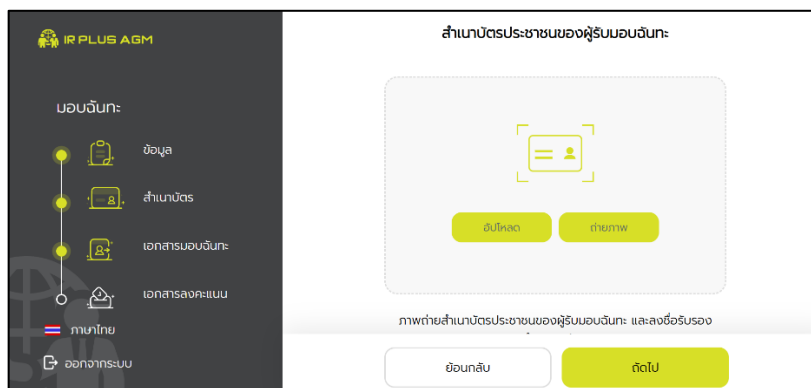 IR PLUS AGM
มอบฉันทะ
ข้อมูล
สำเนาบัตร
เอกสารมอบฉันทะ
เอกสารลงคะแนน
ภาษาไทย
ออกจากระบบ
สำเนาบัตรประชาชนของผู้รับมอบฉันทะ
อัปโหลด
ถ่ายภาพ
ภาพถ่ายสำเนาบัตรประชาชนของผู้รับมอบฉันทะ และลงชื่อรับรอง
ย้อนกลับ
ถัดไป